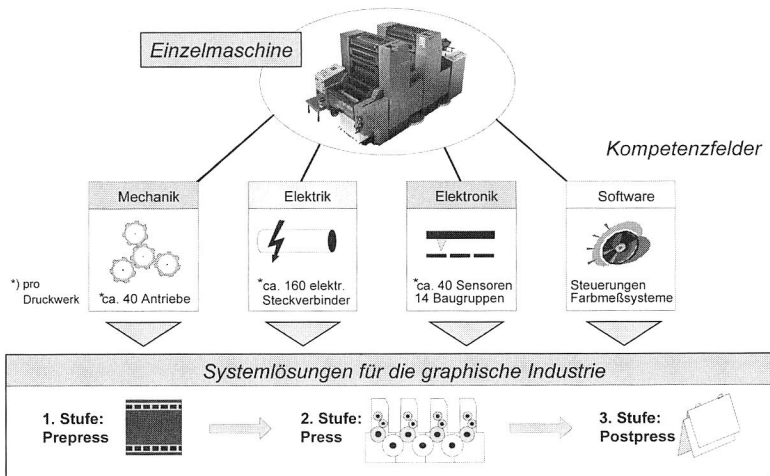 Einzelmaschine
Kompetenzfelder
Mechanik
*ca. 40 Antriebe
Elektrik
*ca. 160 elektr.
Steckverbinder
Elektronik
*ca. 40 Sensoren
14 Baugruppen
Software
Steuerungen
Farbmeßsysteme
*) pro
Druckwerk
Systemlösungen für die graphische Industrie
1. Stufe:
Prepress
2. Stufe:
Press
3. Stufe:
Postpress